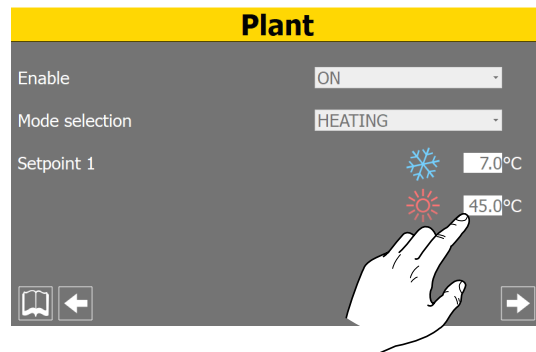 Plant
Enable ON
Mode selection HEATING
Setpoint 1 7.0°C
45.0°C